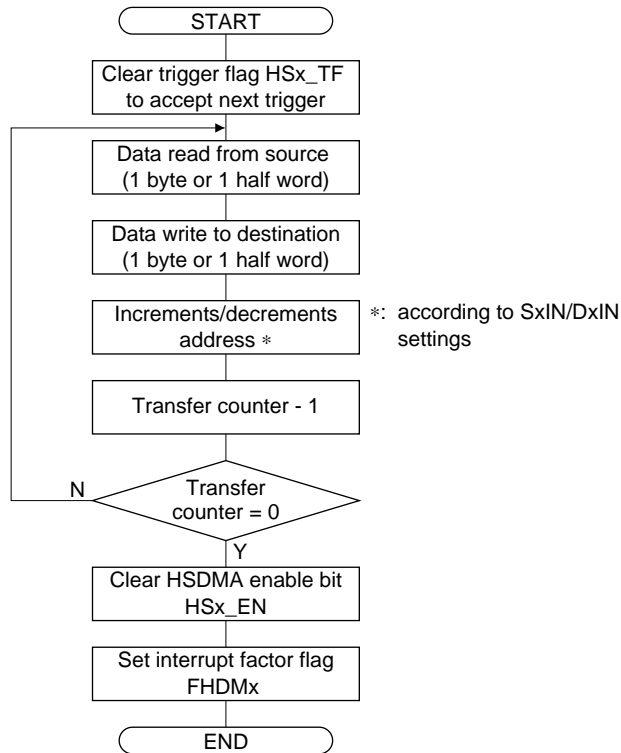 START
Clear trigger flag HSx_TF
to accept next trigger
Data read from source
(1 byte or 1 half word)
Data write to destination
(1 byte or 1 half word)
Increments/decrements
address ∗
∗: according to SxIN/DxIN
settings
Transfer counter - 1
N
Transfer
counter = 0
Y
Clear HSDMA enable bit
HSx_EN
Set interrupt factor flag
FHDMx
END